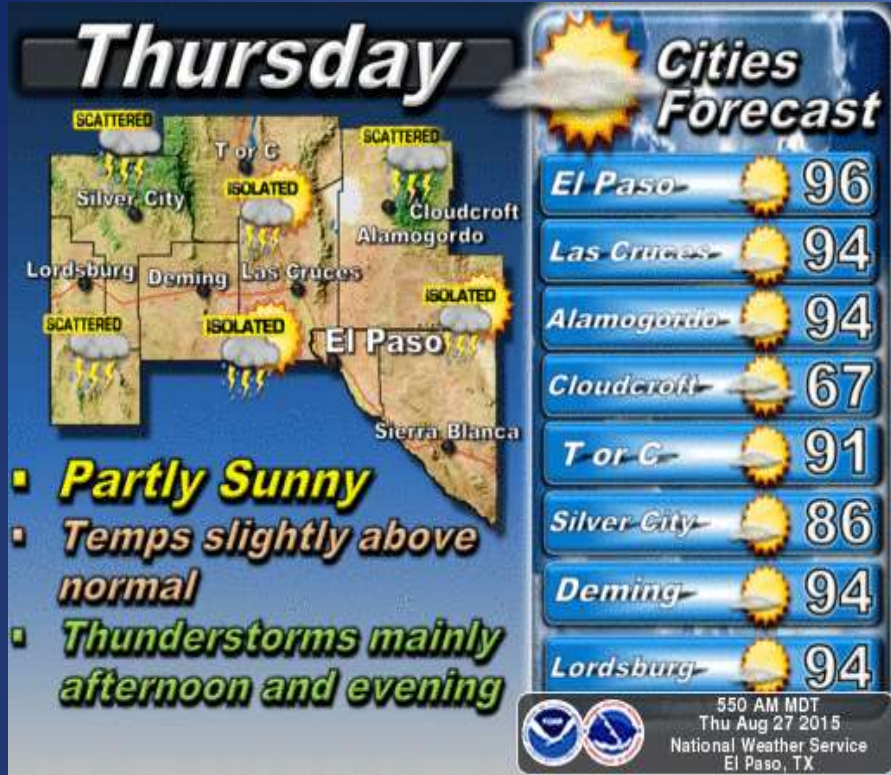 Thursday
SCATTERED
T or C
SCATTERED
Silver City
ISOLATED
Cloudcroft
Alamogordo
Lordsburg
Deming
Las Cruces
SCATTERED
ISOLATED
ISOLATED
El Paso
Sierra Blanca
Partly Sunny
Temps slightly above
normal
Thunderstorms mainly
afternoon and evening
Cities
Forecast
El Paso 96
Las Cruces 94
Alamogordo 94
Cloudcroft 67
T or C 91
Silver City 86
Deming 94
Lordsburg 94
550 AM MDT
Thu Aug 27 2015
National Weather Service
El Paso, TX